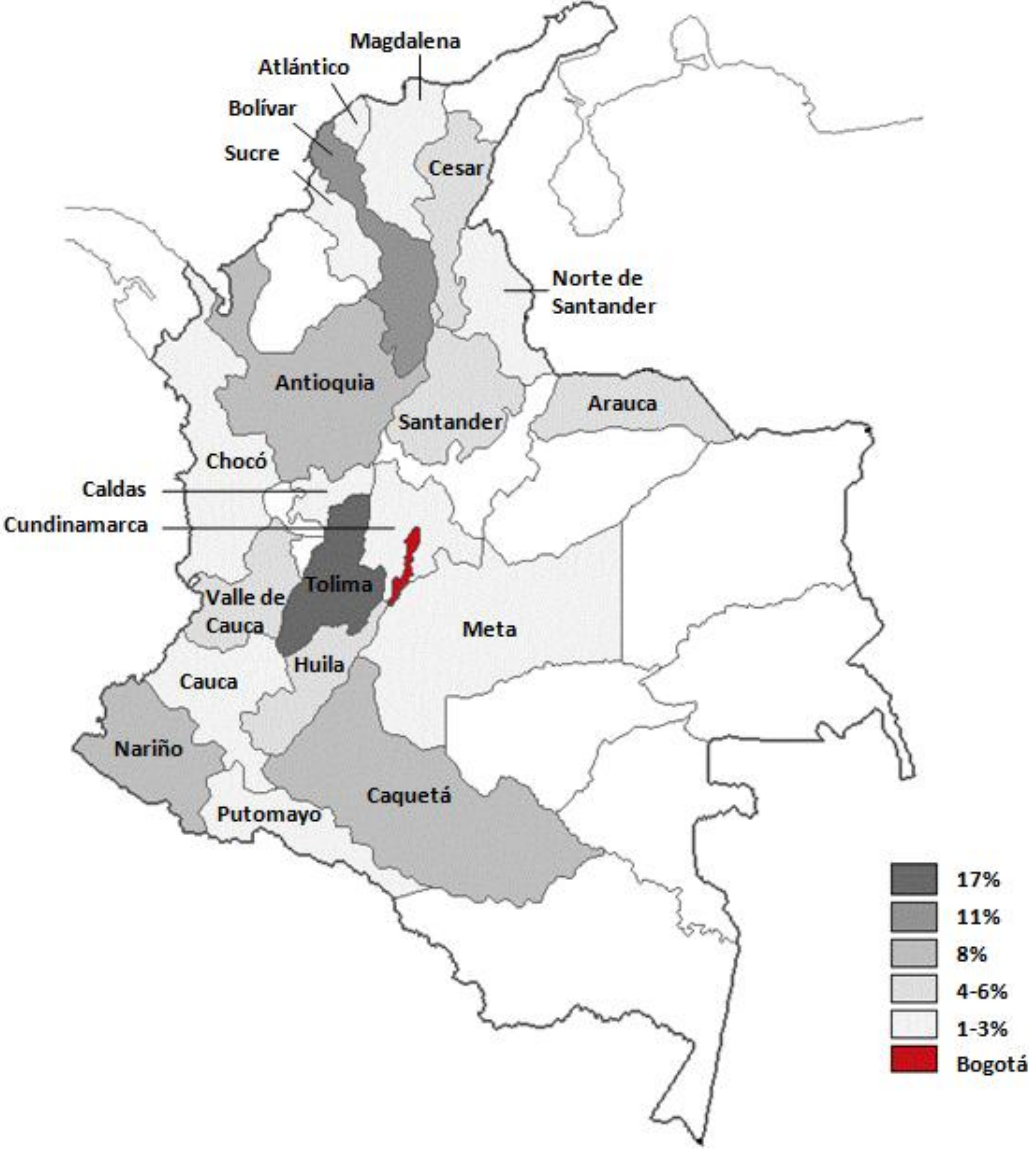 Magdalena
Atlántico
Bolívar
Sucre
Cesar
Norte de
Santander
Antioquia
Arauca
Santander
Chocó
Caldas
Cundinamarca
Tolima
Valle de
Cauca
Meta
Huila
Cauca
Nariño
Caquetá
Putomayo
17%
11%
8%
4-6%
1-3%
Bogotá